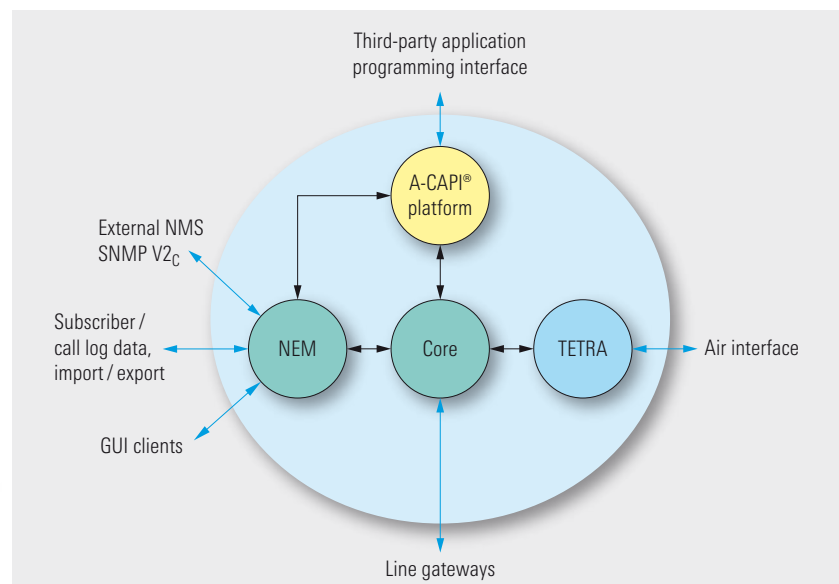 Third-party application
programming interface
A-CAPI®
platform
External NMS
SNMP V2C
Subscriber /
call log data,
import / export
NEM
Core
TETRA
Air interface
GUI clients
Line gateways